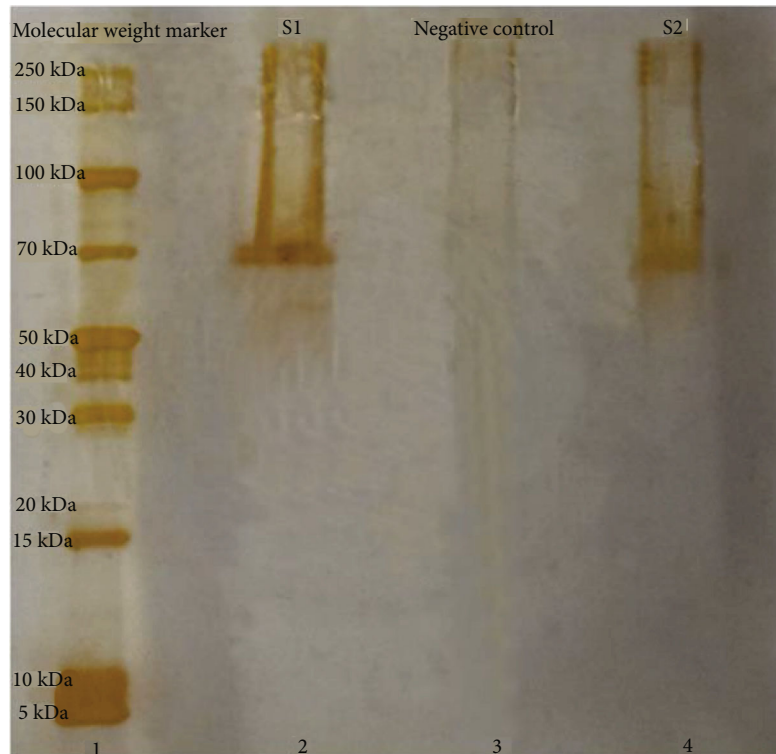 Molecular weight marker S1 Negative control S2
250 kDa
150 kDa
100 kDa
70 kDa
50 kDa
40 kDa
30 kDa
20 kDa
15 kDa
10 kDa
5 kDa
1 2 3 4